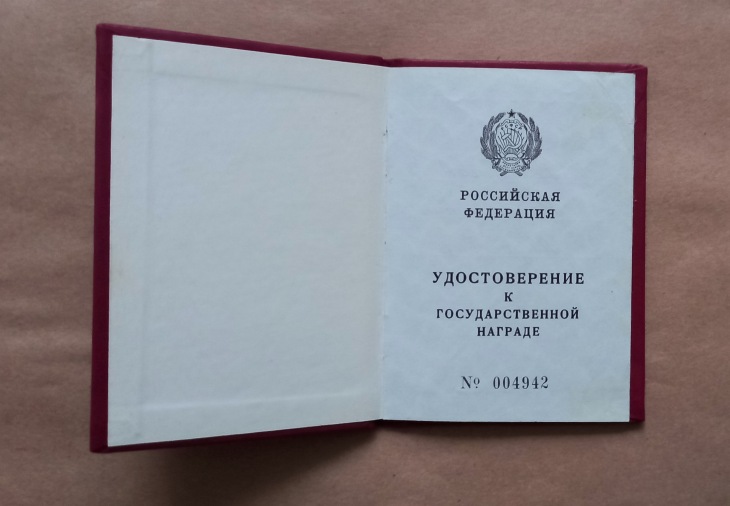 РОССИЙСКАЯ
ФЕДЕРАЦИЯ
УДОСТОВЕРЕНИЕ
К
ГОСУДАРСТВЕННОЙ
НАГРАДЕ
№ 004942